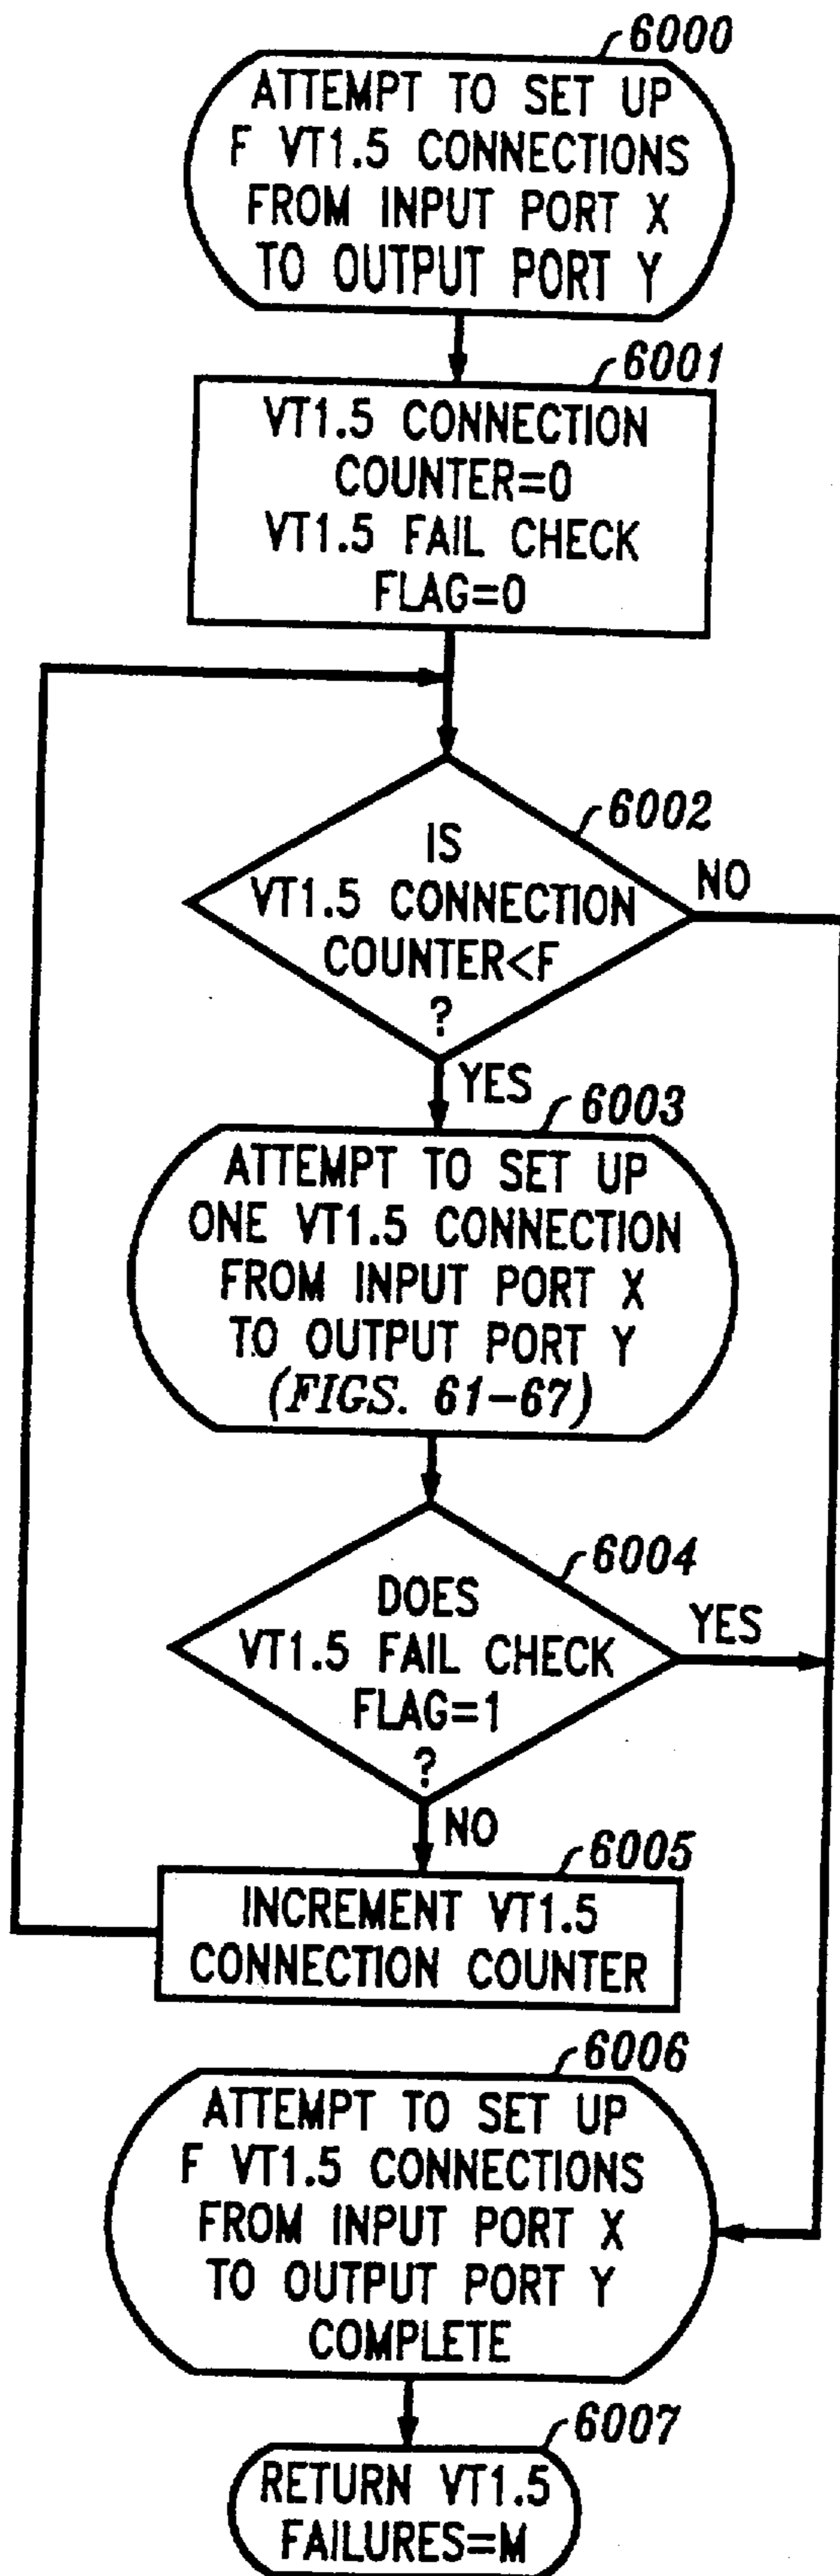 6000
ATTEMPT TO SET UP
F VT1.5 CONNECTIONS
FROM INPUT PORT X
TO OUTPUT PORT Y
6001
VT1.5 CONNECTION
COUNTER=0
VT1.5 FAIL CHECK
FLAG=0
6002
IS
VT1.5 CONNECTION
COUNTER<F
?
NO
YES
6003
ATTEMPT TO SET UP
ONE VT1.5 CONNECTION
FROM INPUT PORT X
TO OUTPUT PORT Y
(FIGS. 61-67)
6004
DOES
VT1.5 FAIL CHECK
FLAG=1
?
YES
NO
6005
INCREMENT VT1.5
CONNECTION COUNTER
6006
ATTEMPT TO SET UP
F VT1.5 CONNECTIONS
FROM INPUT PORT X
TO OUTPUT PORT Y
COMPLETE
6007
RETURN VT1.5
FAILURES=M